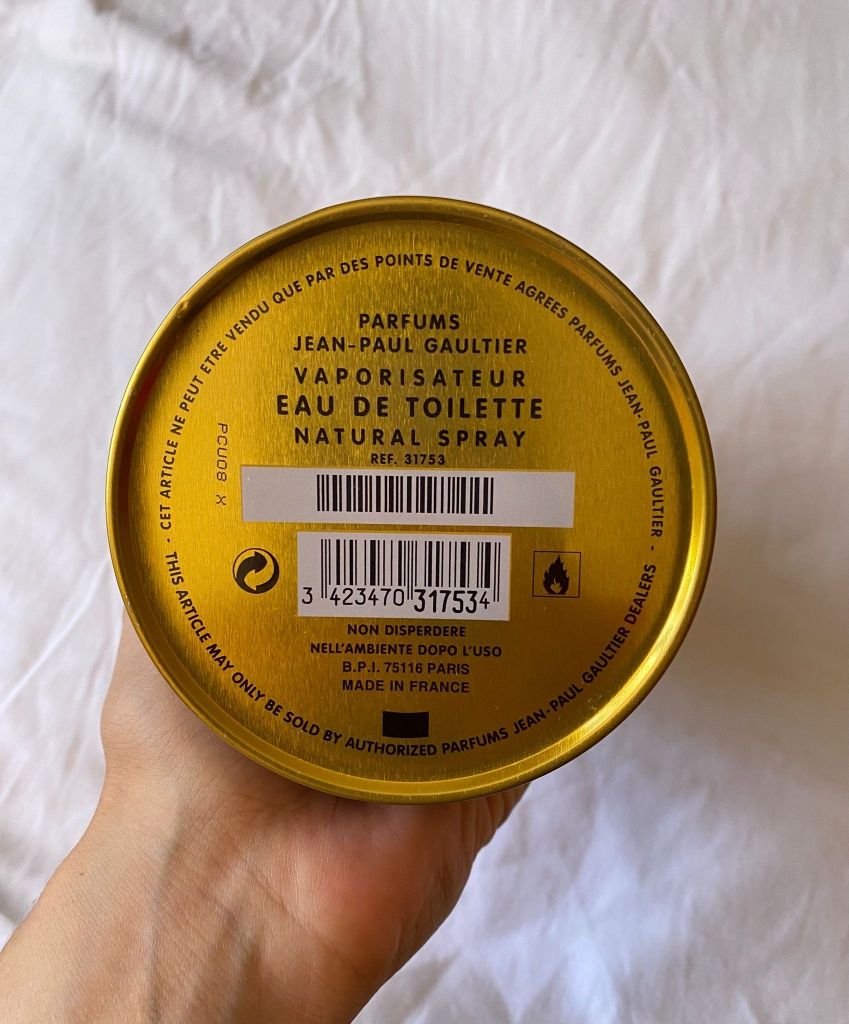 - CET ARTICLE NE PEUT ETRE VENDU QUE PAR DES POINTS DE VENTE AGREES PARFUMS JEAN-PAUL GAULTIER -
PARFUMS
JEAN-PAUL GAULTIER
VAPORISATEUR
EAU DE TOILETTE
NATURAL SPRAY
REF. 31753
PCU08 X
3 423470 317534
NON DISPERDERE
NELL'AMBIENTE DOPO L'USO
B.P.I. 75116 PARIS
MADE IN FRANCE
THIS ARTICLE MAY ONLY BE SOLD BY AUTHORIZED PARFUMS JEAN-PAUL GAULTIER DEALERS